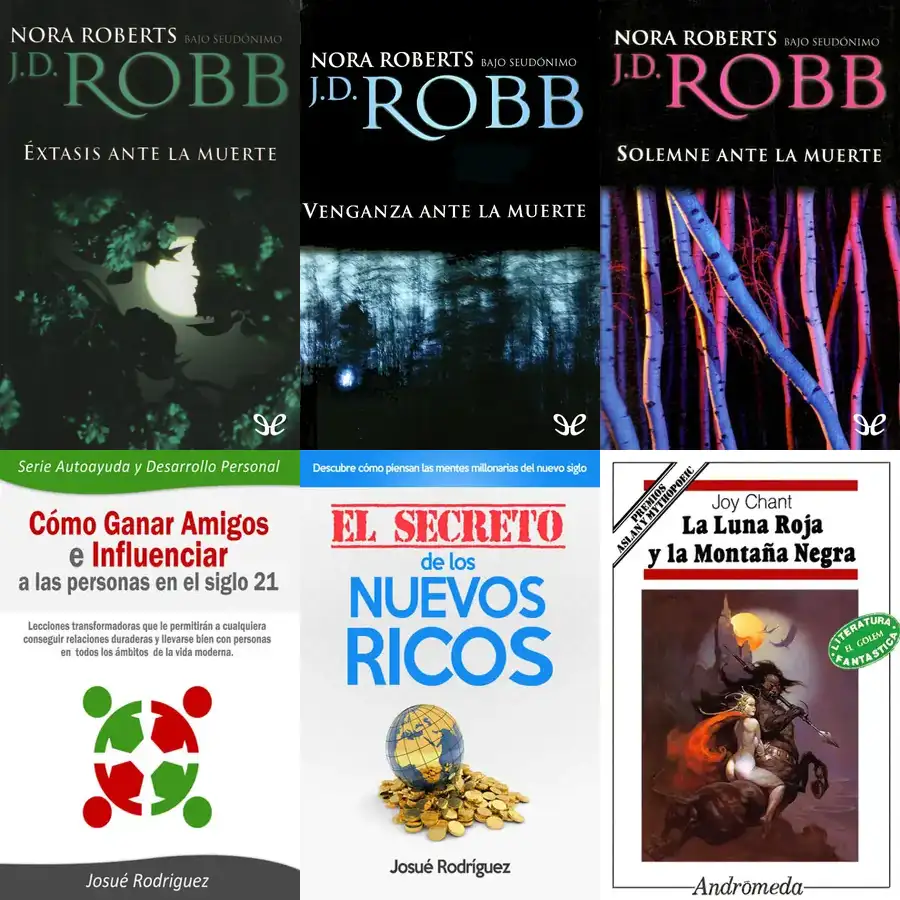 NORA ROBERTS BAJO SEUDÓNIMO
J.D. ROBB
ÉXTASIS ANTE LA MUERTE
NORA ROBERTS BAJO SEUDÓNIMO
J.D. ROBB
VENGANZA ANTE LA MUERTE
NORA ROBERTS BAJO SEUDÓNIMO
J.D. ROBB
SOLEMNE ANTE LA MUERTE
Serie Autoayuda y Desarrollo Personal
Cómo Ganar Amigos
e Influenciar
a las personas en el siglo 21
Lecciones transformadoras que le permitirán a cualquiera
conseguir relaciones duraderas y llevarse bien con personas
en todos los ámbitos de la vida moderna.
Josué Rodriguez
Descubre cómo piensan las mentes millonarias del nuevo siglo
EL SECRETO
de los
NUEVOS
RICOS
Josué Rodríguez
PREMIOS
ASLAN Y MYTHOPOEIC
Joy Chant
La Luna Roja
y la Montaña Negra
LITERATURA
EL GOLEM
FANTASTICA
Andrómeda